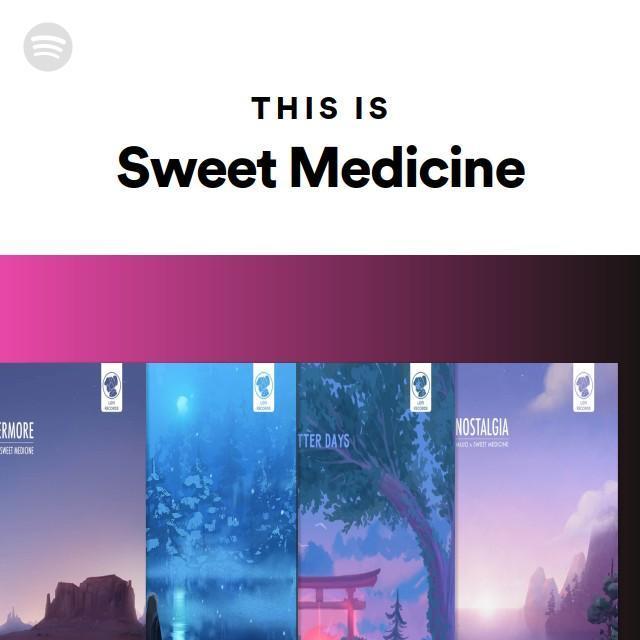 THIS IS
Sweet Medicine
ERMORE
SWEET MEDICINE
TTER DAYS
NOSTALGIA
SWEET MEDICINE
LOFI
RECORDS
LOFI
RECORDS
LOFI
RECORDS
LOFI
RECORDS